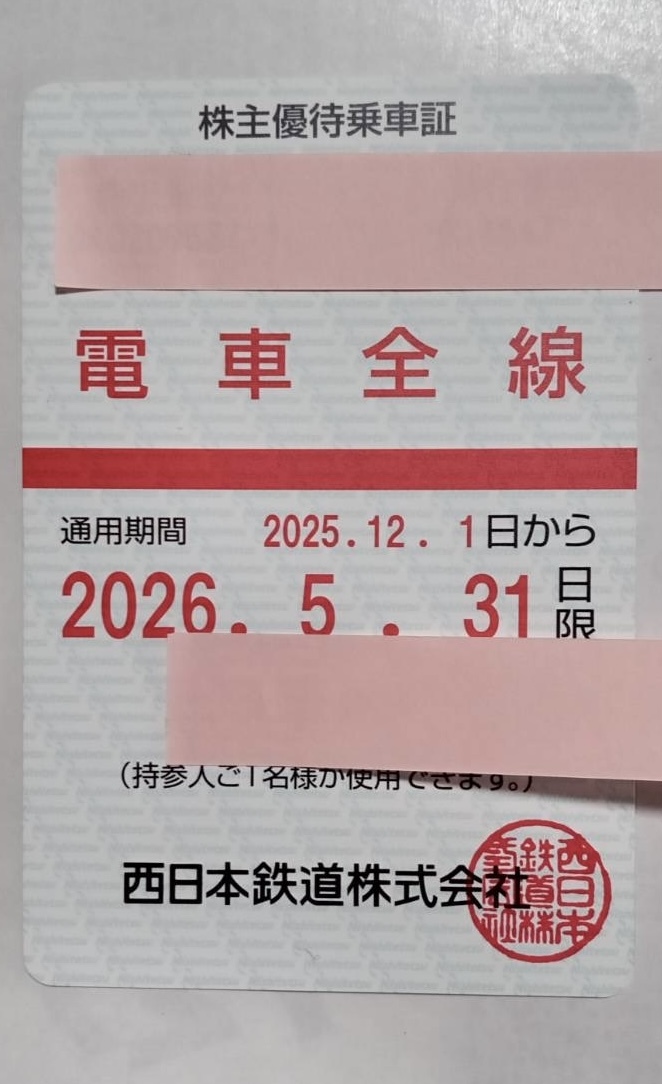 株主優待乗車証
電車全線
通用期間 2025.12. 1日から
2026. 5 . 31日限
(持参人ご1名様が使用できます。)
西日本鉄道株式会社